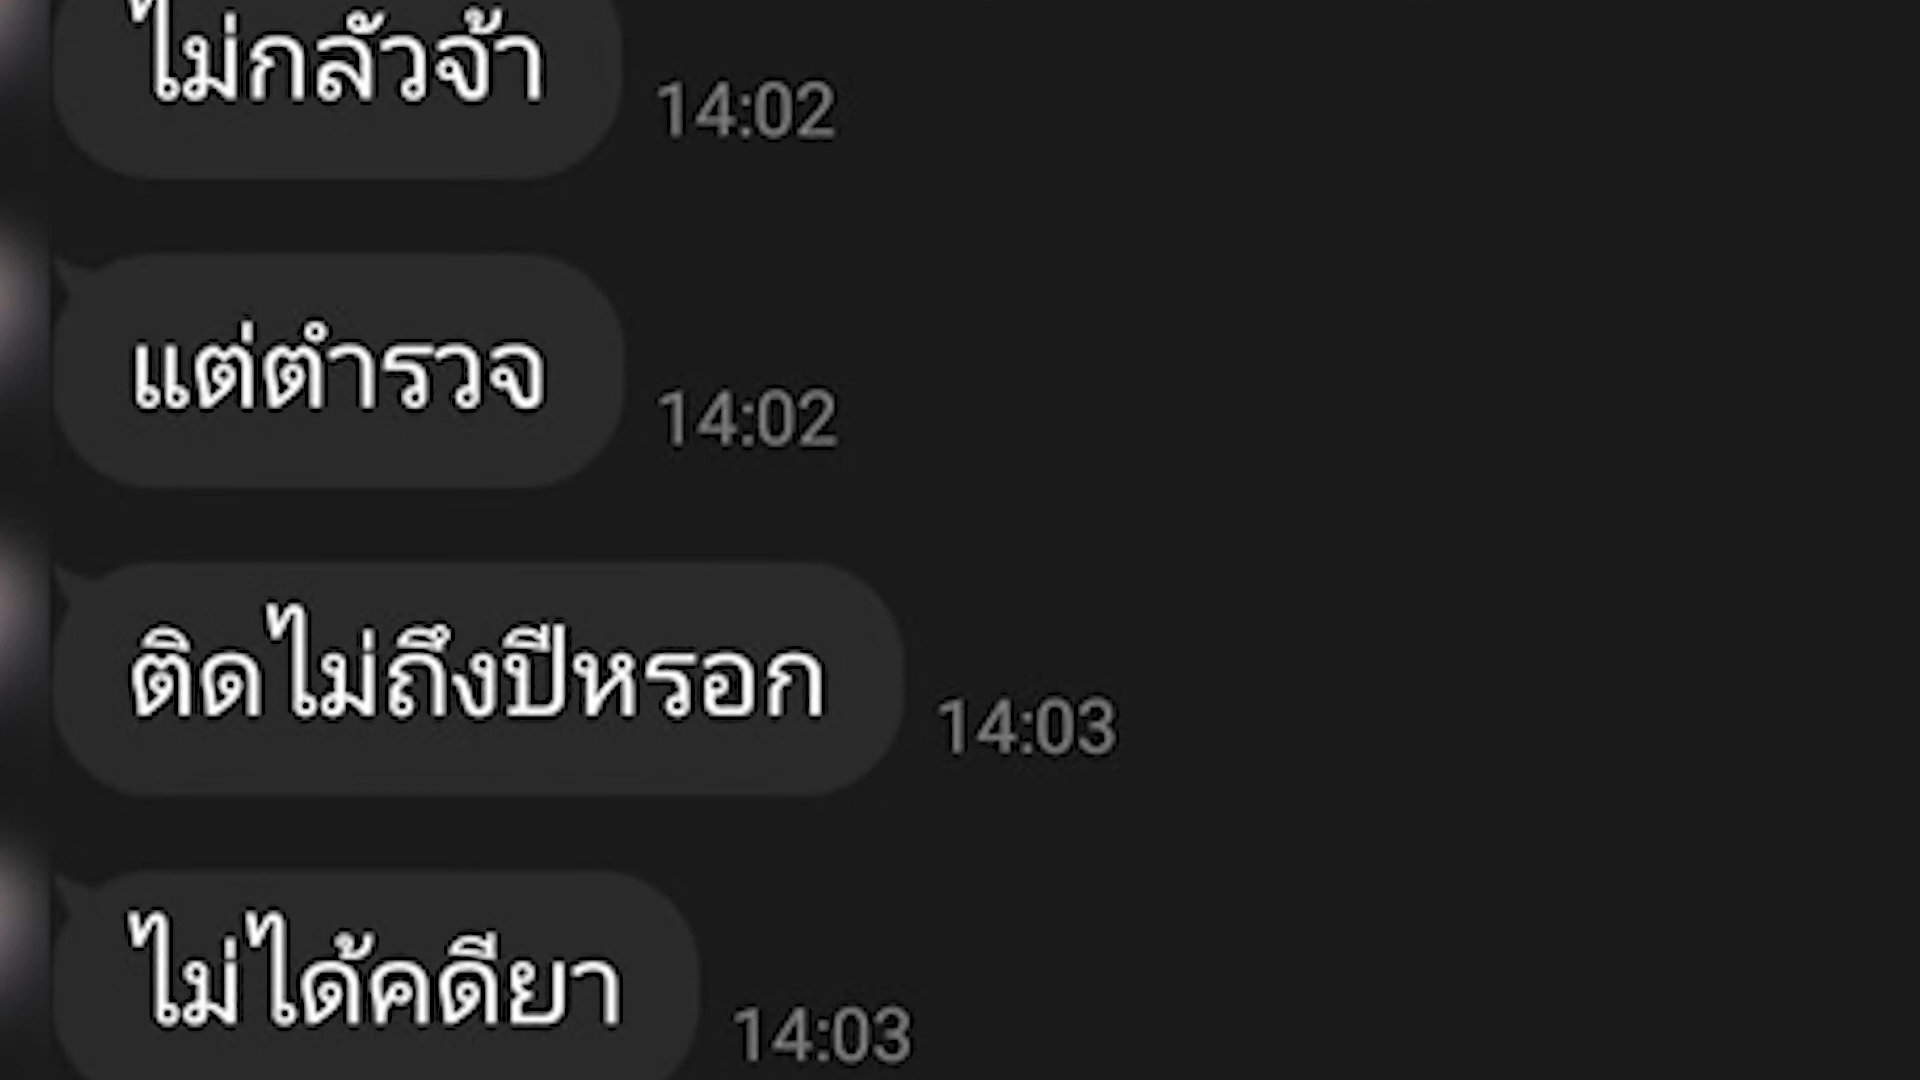 ไม่กลัวจ้า
14:02
แต่ตำรวจ
14:02
ติดไม่ถึงปีหรอก
14:03
ไม่ได้คดียา
14:03